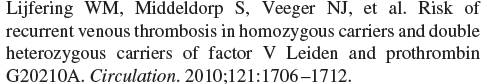 Lijfering WM, Middeldorp S, Veeger NJ, et al. Risk of
recurrent venous thrombosis in homozygous carriers and double
heterozygous carriers of factor V Leiden and prothrombin
G20210A. Circulation. 2010;121:1706–1712.